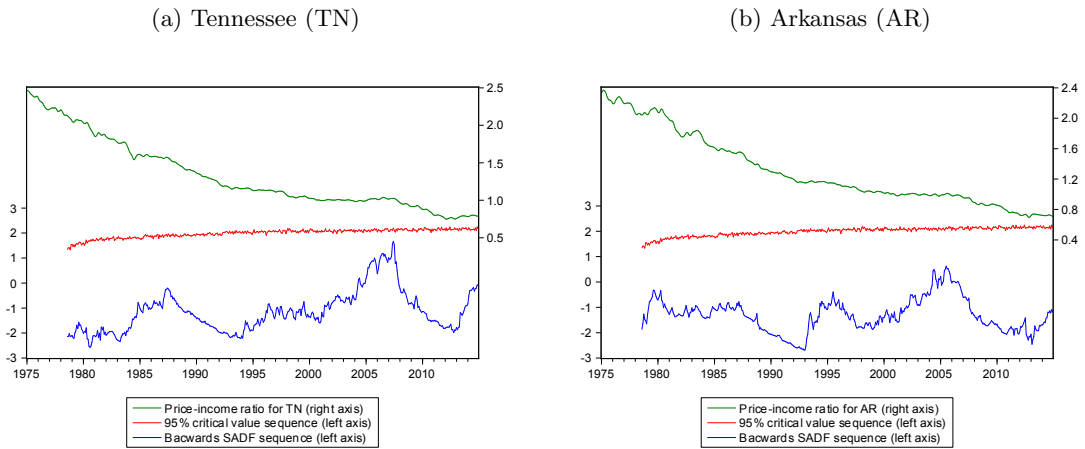 (a) Tennessee (TN)
2.5
2.0
1.5
1.0
0.5
3
2
1
0
-1
-2
-3
1975 1980 1985 1990 1995 2000 2005 2010
Price-income ratio for TN (right axis)
95% critical value sequence (left axis)
Bacwards SADF sequence (left axis)
(b) Arkansas (AR)
2.4
2.0
1.6
1.2
0.8
0.4
3
2
1
0
-1
-2
-3
1975 1980 1985 1990 1995 2000 2005 2010
Price-income ratio for AR (right axis)
95% critical value sequence (left axis)
Bacwards SADF sequence (left axis)